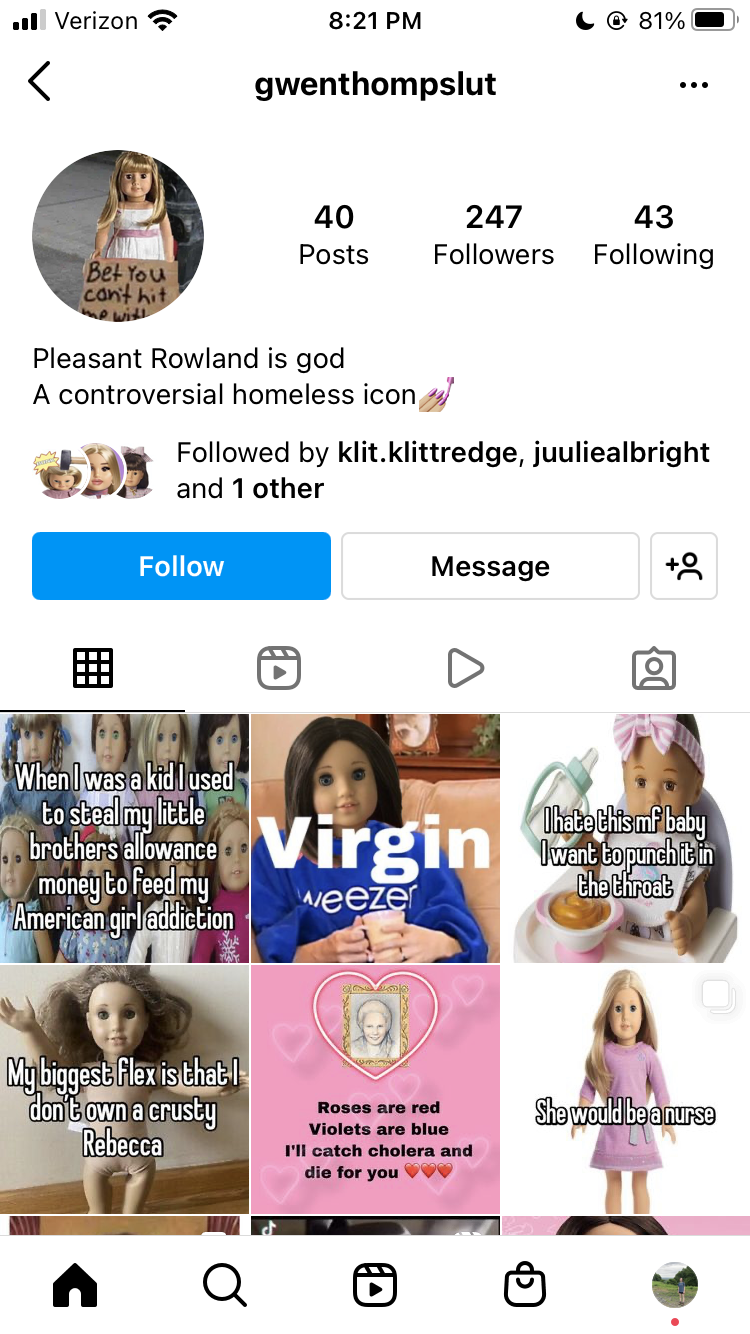 Verizon 8:21 PM 81%
gwenthompslut
40 247 43
Posts Followers Following
Bet You
can't hit
me with
Pleasant Rowland is god
A controversial homeless icon💅🏼
Followed by klit.klittredge, juuliealbright
and 1 other
Follow Message
When I was a kid I used
to steal my little
brothers allowance
money to feed my
American girl addiction
Virgin
weezer
I hate this mf baby
I want to punch it in
the throat
My biggest flex is that I
don't own a crusty
Rebecca
Roses are red
Violets are blue
I'll catch cholera and
die for you ❤️❤️❤️
She would be a nurse